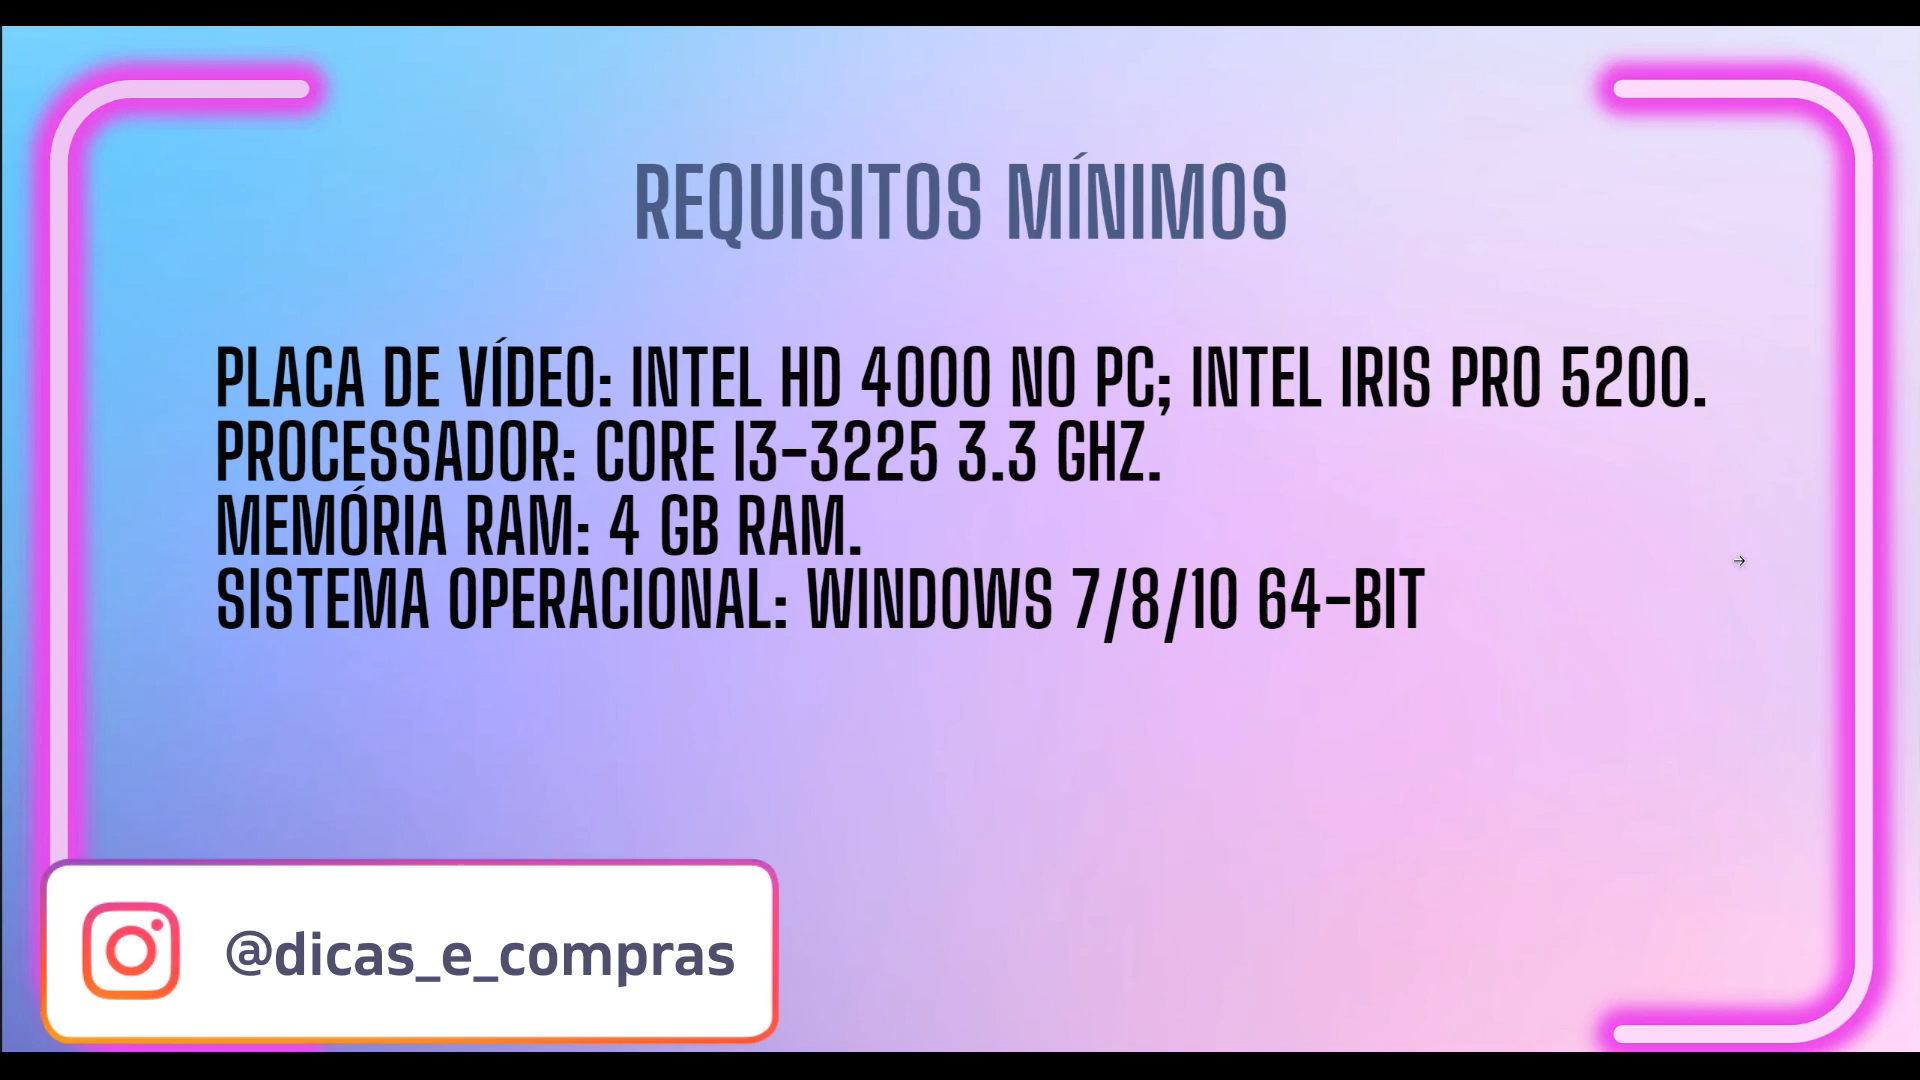 REQUISITOS MÍNIMOS
PLACA DE VÍDEO: INTEL HD 4000 NO PC; INTEL IRIS PRO 5200.
PROCESSADOR: CORE I3-3225 3.3 GHZ.
MEMÓRIA RAM: 4 GB RAM.
SISTEMA OPERACIONAL: WINDOWS 7/8/10 64-BIT
@dicas_e_compras